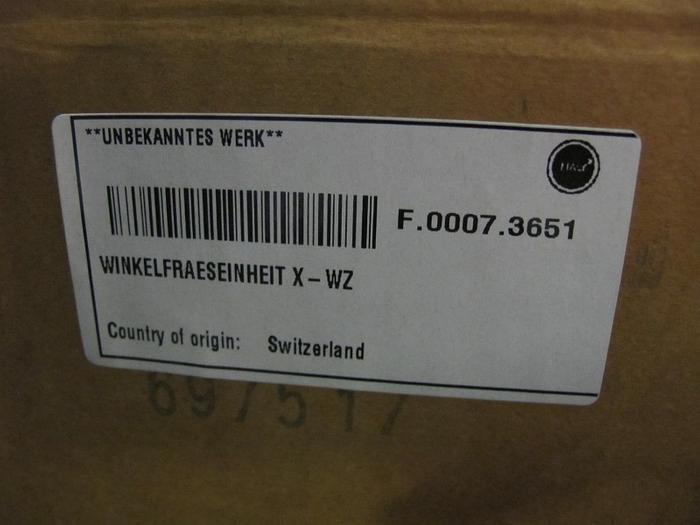 **UNBEKANNTES WERK**
F.0007.3651
WINKELFRAESEINHEIT X-WZ
Country of origin: Switzerland